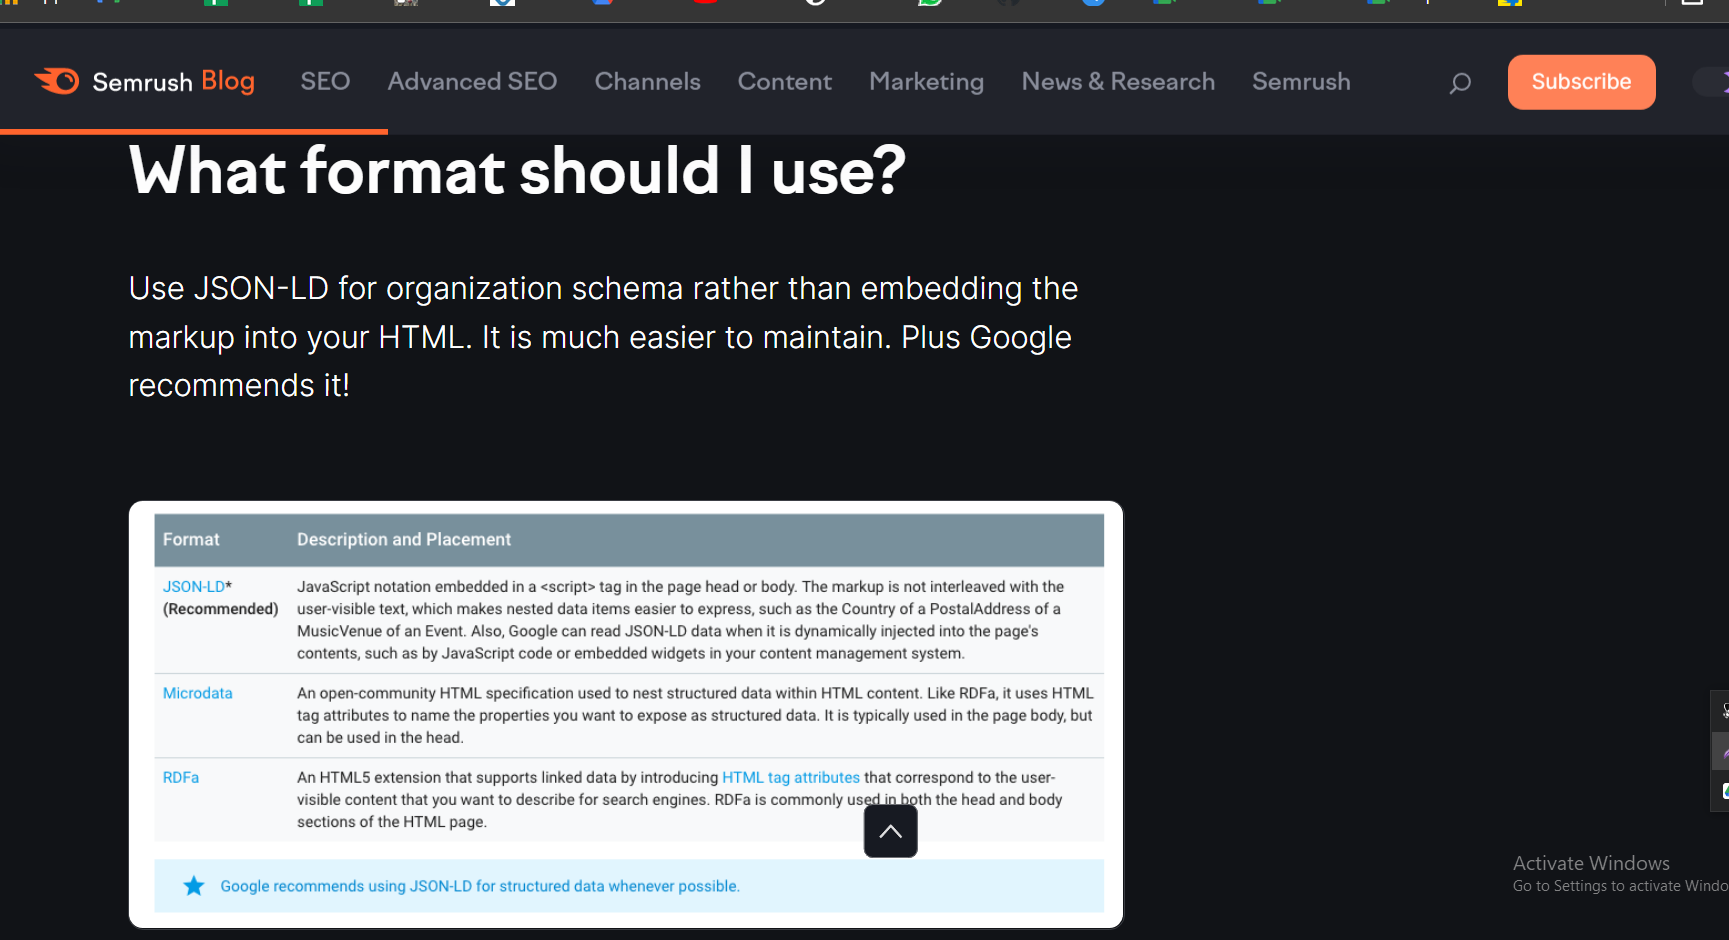 Semrush Blog SEO Advanced SEO Channels Content Marketing News & Research Semrush Subscribe
What format should I use?
Use JSON-LD for organization schema rather than embedding the
markup into your HTML. It is much easier to maintain. Plus Google
recommends it!
Format Description and Placement
JSON-LD* JavaScript notation embedded in a <script> tag in the page head or body. The markup is not interleaved with the
(Recommended) user-visible text, which makes nested data items easier to express, such as the Country of a PostalAddress of a
MusicVenue of an Event. Also, Google can read JSON-LD data when it is dynamically injected into the page's
contents, such as by JavaScript code or embedded widgets in your content management system.
Microdata An open-community HTML specification used to nest structured data within HTML content. Like RDFa, it uses HTML
tag attributes to name the properties you want to expose as structured data. It is typically used in the page body, but
can be used in the head.
RDFa An HTML5 extension that supports linked data by introducing HTML tag attributes that correspond to the user-
visible content that you want to describe for search engines. RDFa is commonly used in both the head and body
sections of the HTML page.
Google recommends using JSON-LD for structured data whenever possible.
Activate Windows
Go to Settings to activate Windo